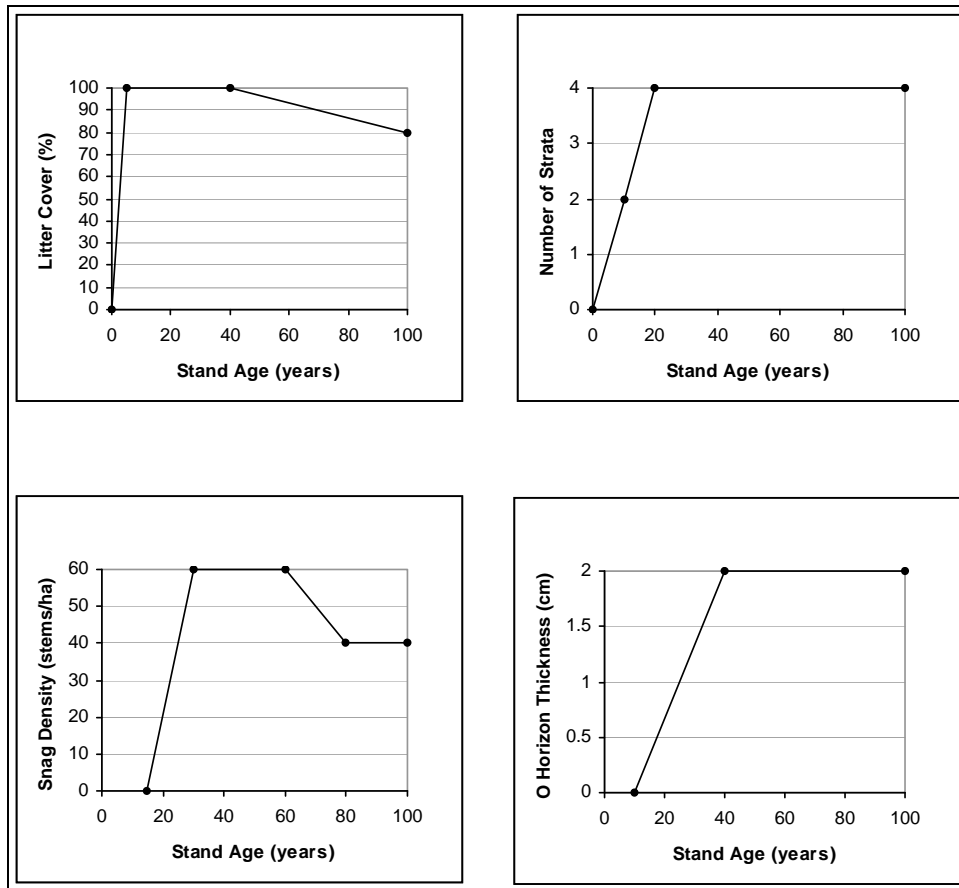 Litter Cover (%)
100
90
80
70
60
50
40
30
20
10
0
0 20 40 60 80 100
Stand Age (years)
Number of Strata
4
3
2
1
0
0 20 40 60 80 100
Stand Age (years)
Snag Density (stems/ha)
60
50
40
30
20
10
0
0 20 40 60 80 100
Stand Age (years)
O Horizon Thickness (cm)
2
1.5
1
0.5
0
0 20 40 60 80 100
Stand Age (years)